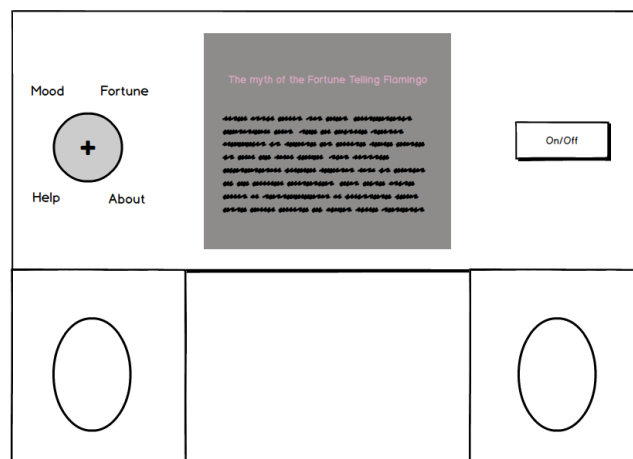 The myth of the Fortune Telling Flamingo
Mood
Fortune
+
Help
About
On/Off